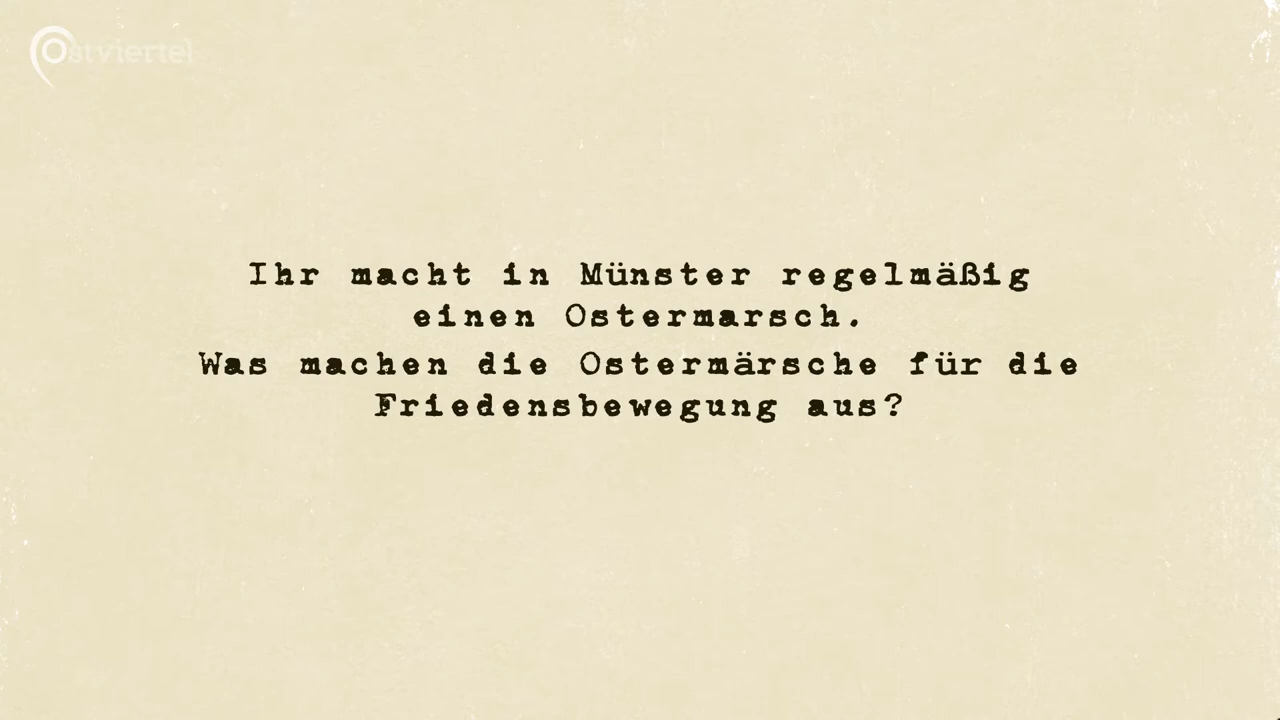 Ostviertel
Ihr macht in Münster regelmäßig
einen Ostermarsch.
Was machen die Ostermärsche für die
Friedensbewegung aus?